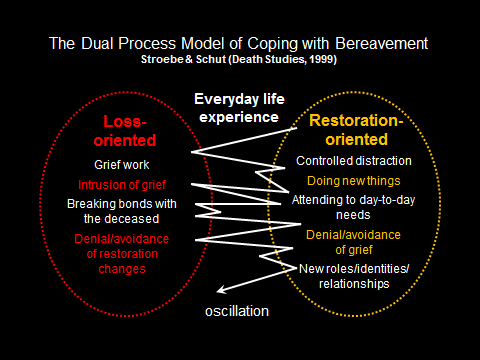 The Dual Process Model of Coping with Bereavement
Stroebe & Schut (Death Studies, 1999)
Everyday life
experience
Loss-
oriented
Grief work
Intrusion of grief
Breaking bonds with
the deceased
Denial/avoidance
of restoration
changes
Restoration-
oriented
Controlled distraction
Doing new things
Attending to day-to-day
needs
Denial/avoidance
of grief
New roles/identities/
relationships
oscillation